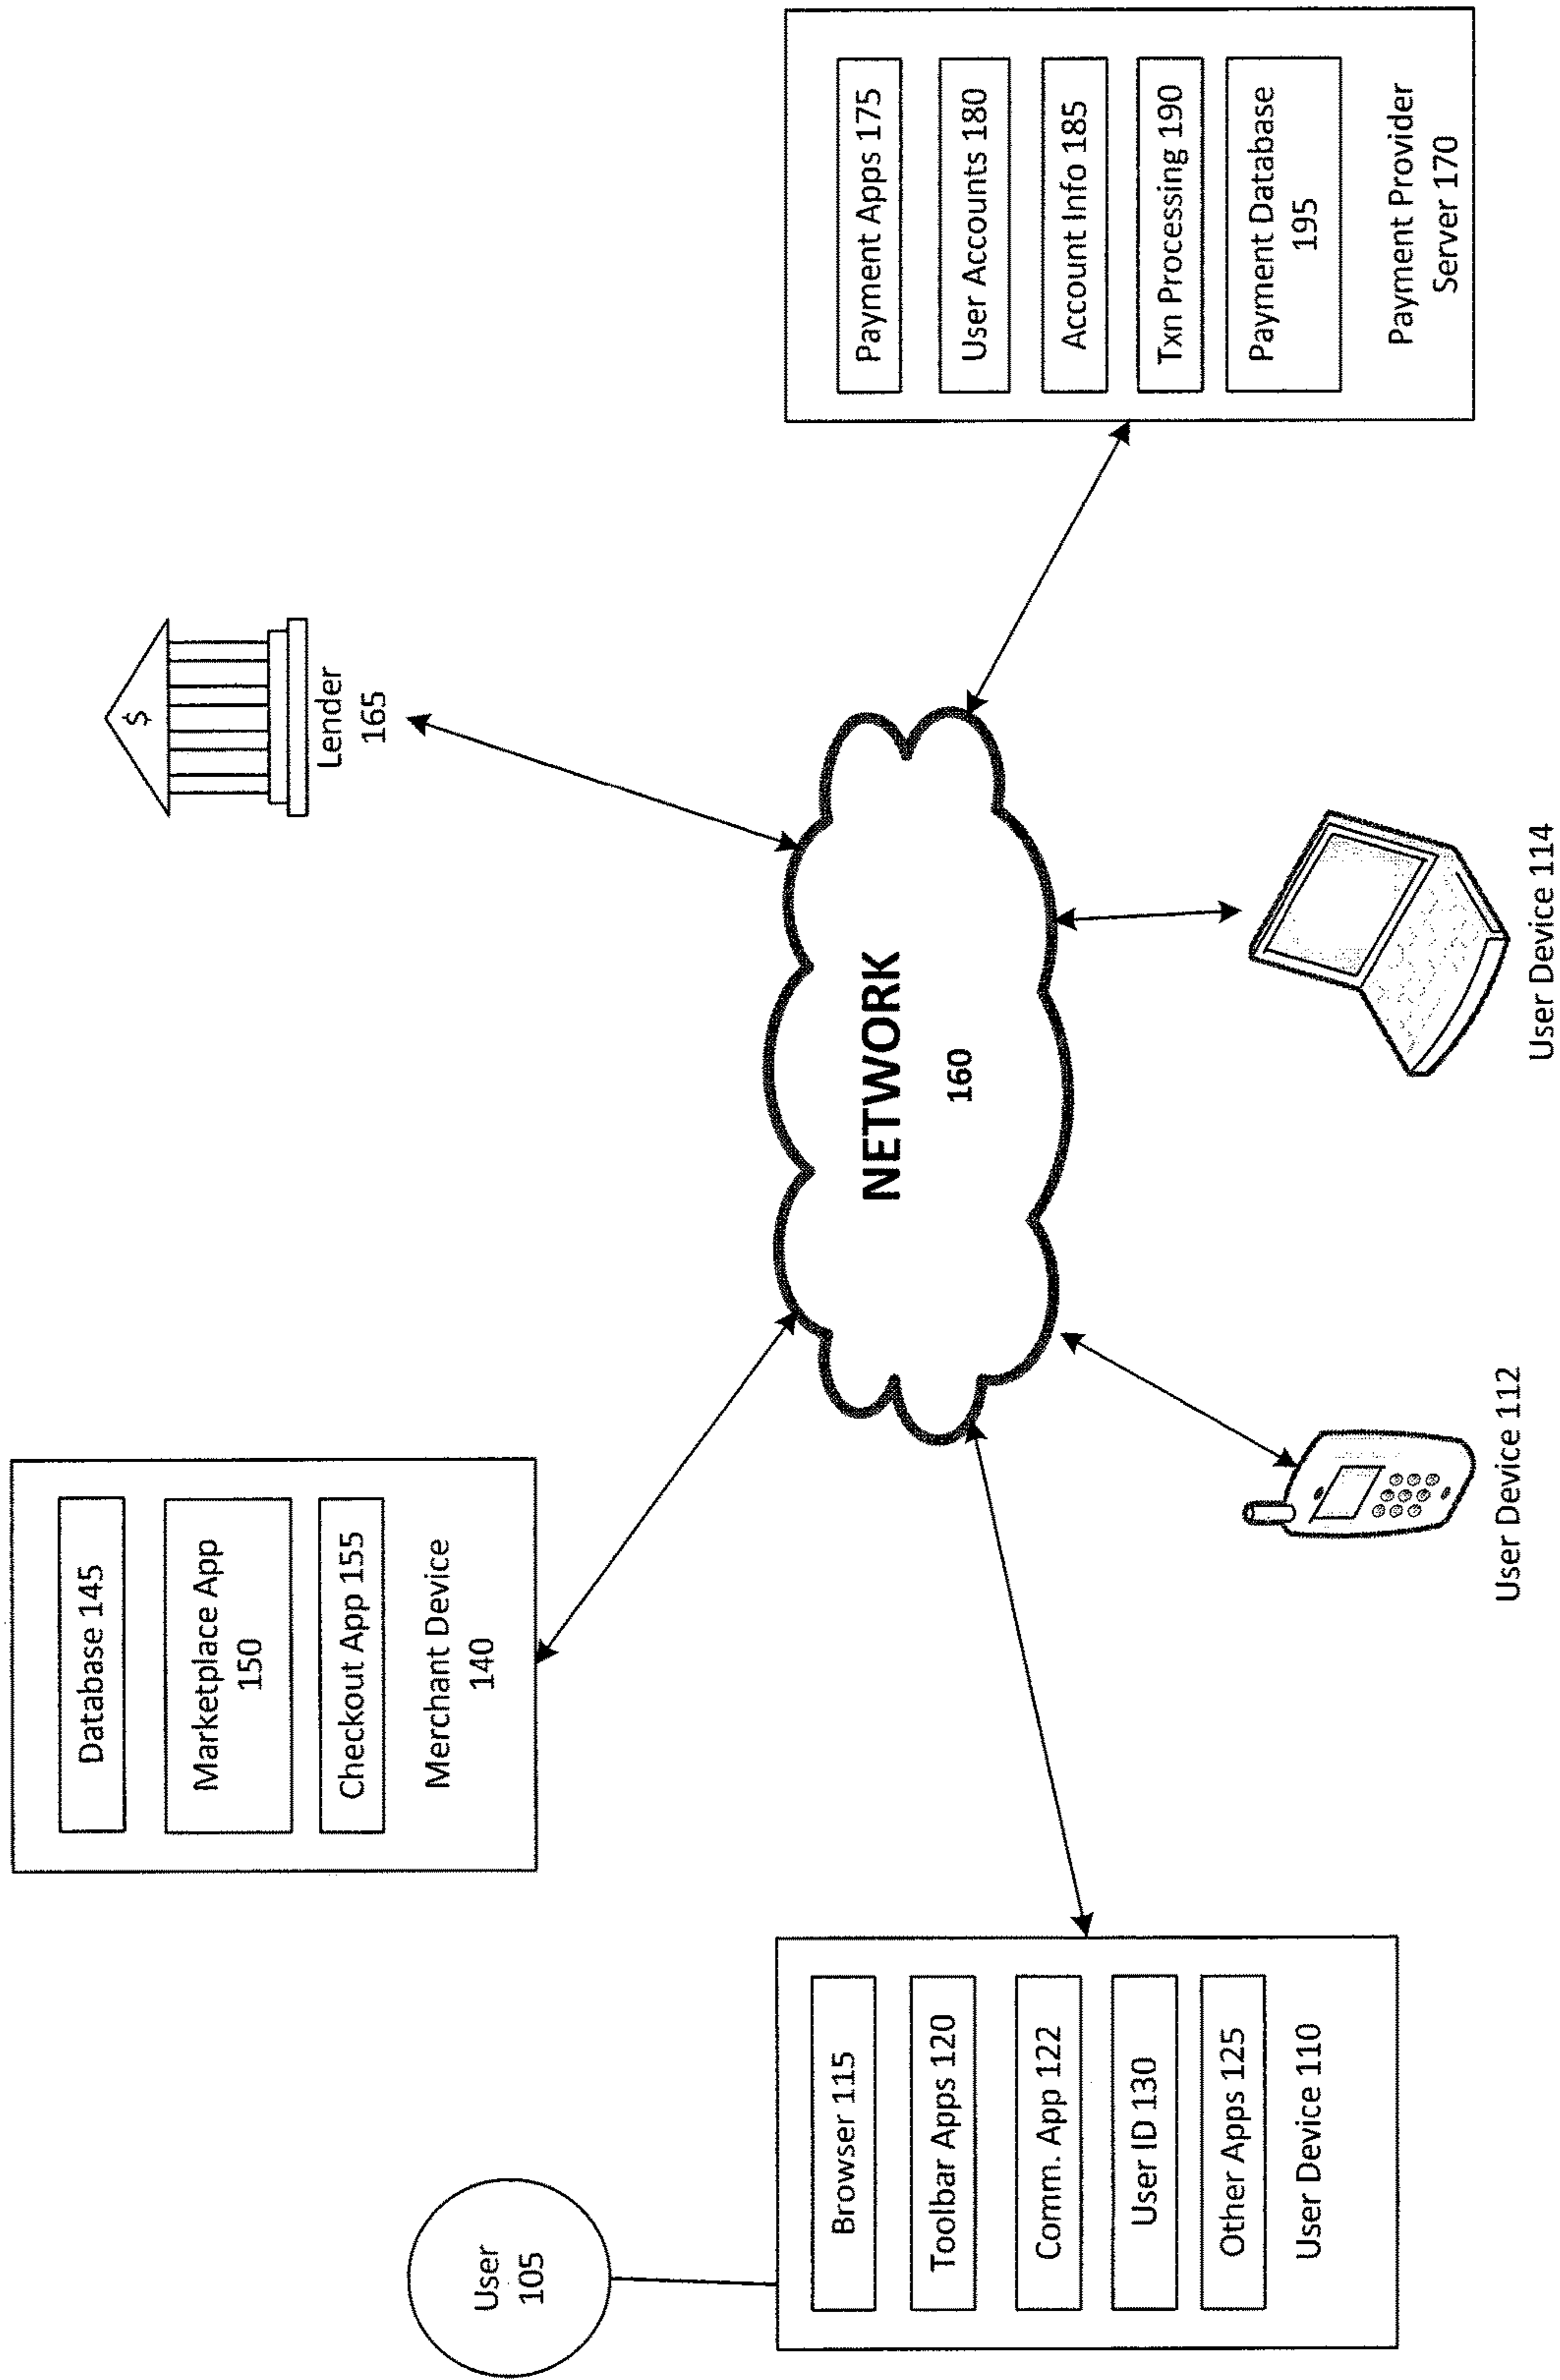 User
105
Browser 115
Toolbar Apps 120
Comm. App 122
User ID 130
Other Apps 125
User Device 110
Database 145
Marketplace App
150
Checkout App 155
Merchant Device
140
NETWORK
160
$
Lender
165
User Device 112
User Device 114
Payment Apps 175
User Accounts 180
Account Info 185
Txn Processing 190
Payment Database
195
Payment Provider
Server 170